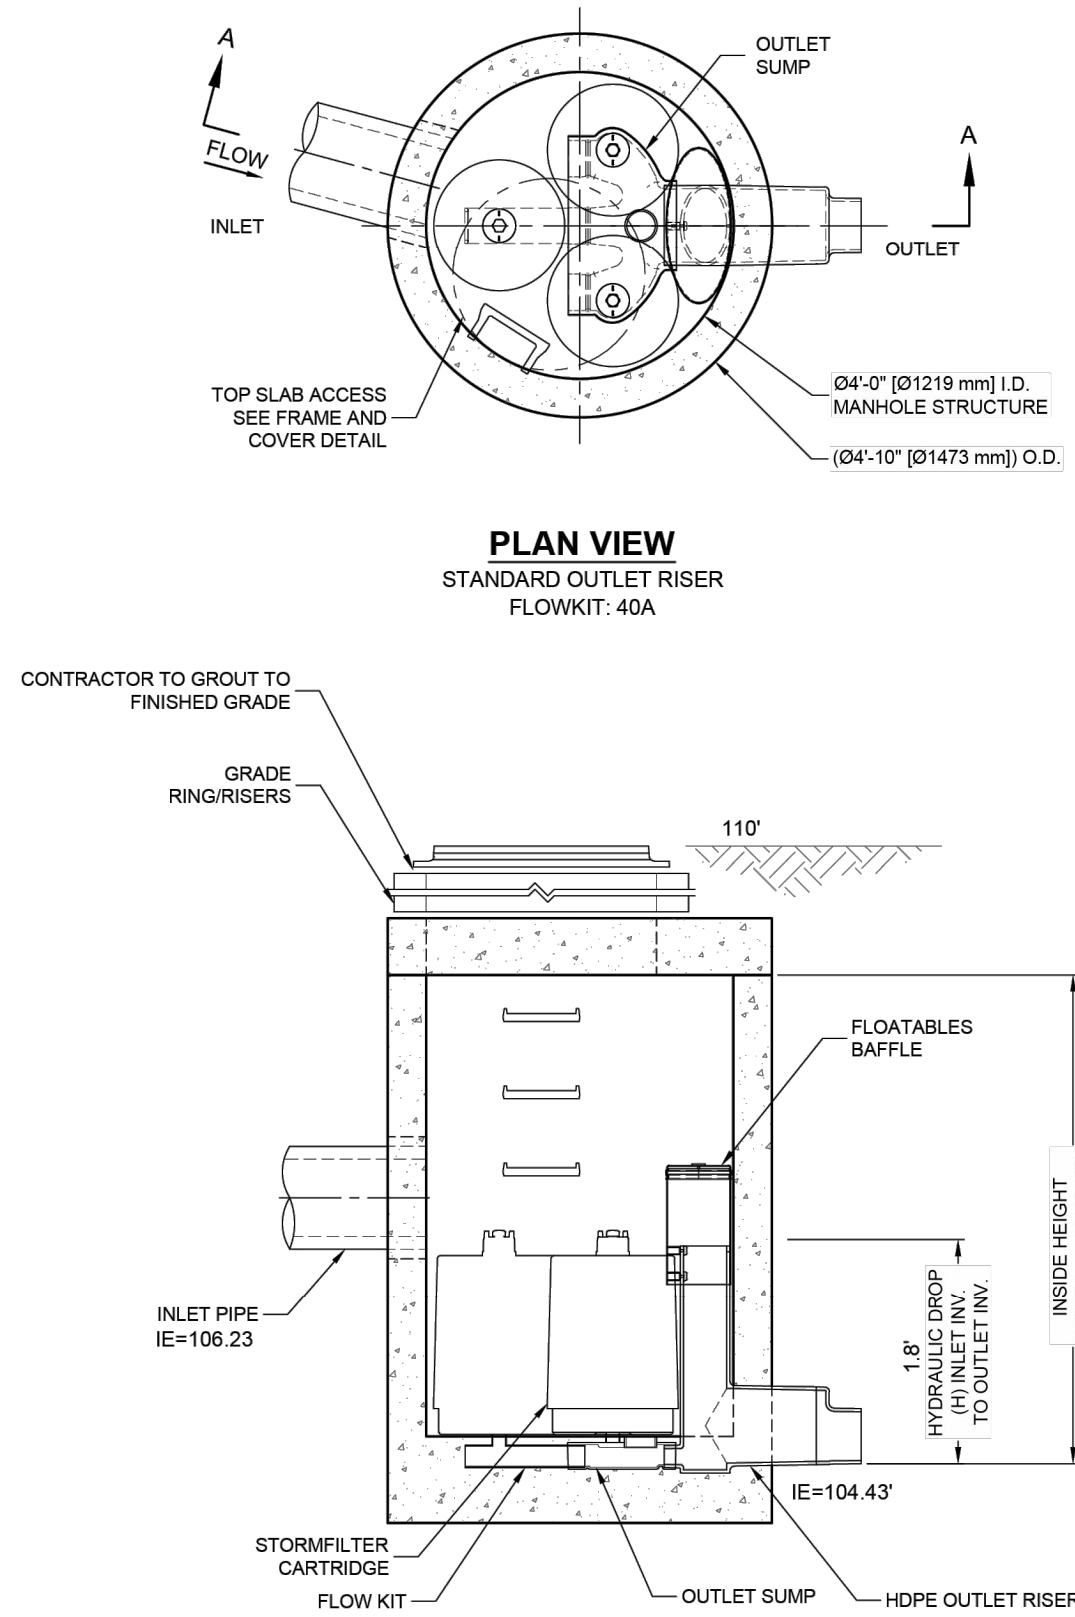 A
OUTLET
SUMP
A
FLOW
INLET
OUTLET
TOP SLAB ACCESS
SEE FRAME AND
COVER DETAIL
Ø4'-0" [Ø1219 mm] I.D.
MANHOLE STRUCTURE
(Ø4'-10" [Ø1473 mm]) O.D.
PLAN VIEW
STANDARD OUTLET RISER
FLOWKIT: 40A
CONTRACTOR TO GROUT TO
FINISHED GRADE
GRADE
RING/RISERS
110'
FLOATABLES
BAFFLE
INLET PIPE
IE=106.23
INSIDE HEIGHT
1.8'
HYDRAULIC DROP
(H) INLET INV.
TO OUTLET INV.
IE=104.43'
STORMFILTER
CARTRIDGE
FLOW KIT
OUTLET SUMP
HDPE OUTLET RISER